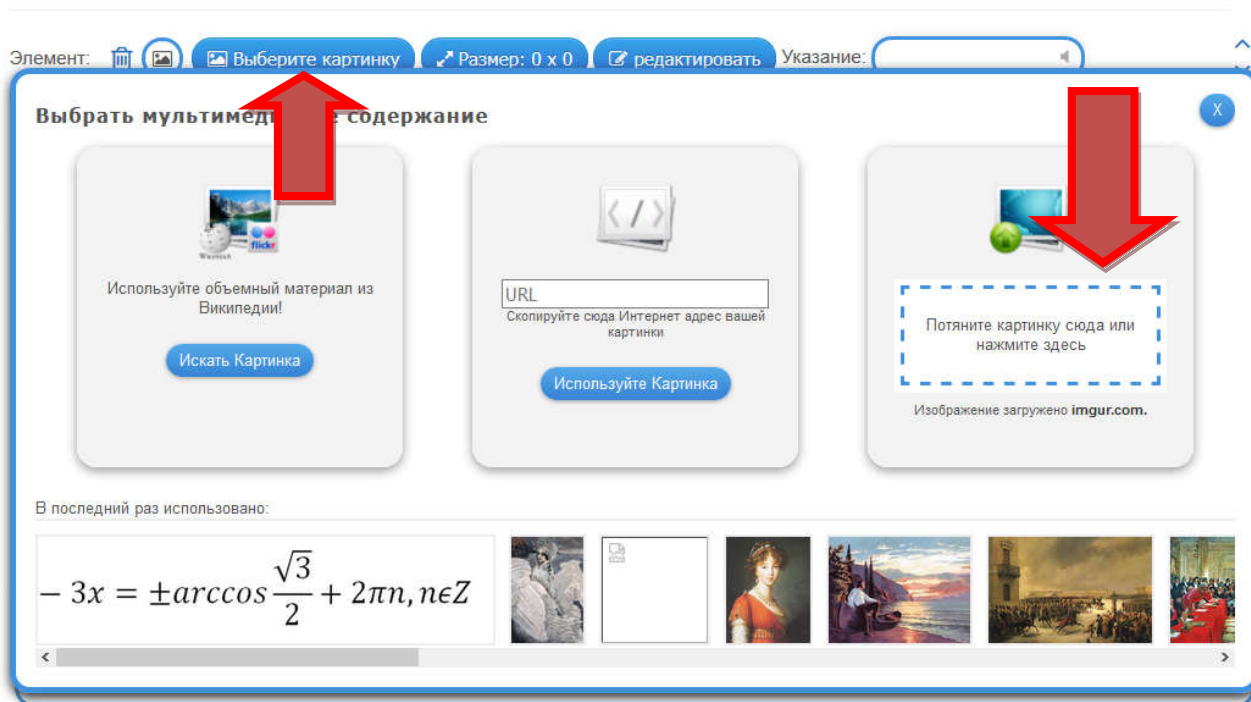 Элемент: Выберите картинку Размер: 0 x 0 редактировать Указание:
Выбрать содержание
X
flickr
Используйте объемный материал из
Википедии!
Искать Картинка
</>
URL
Скопируйте сюда Интернет адрес вашей
картинки
Используйте Картинка
Потяните картинку сюда или
нажмите здесь
Изображение загружено imgur.com.
В последний раз использовано:
− 3x = ±arccos √3/2 + 2πn, nϵZ